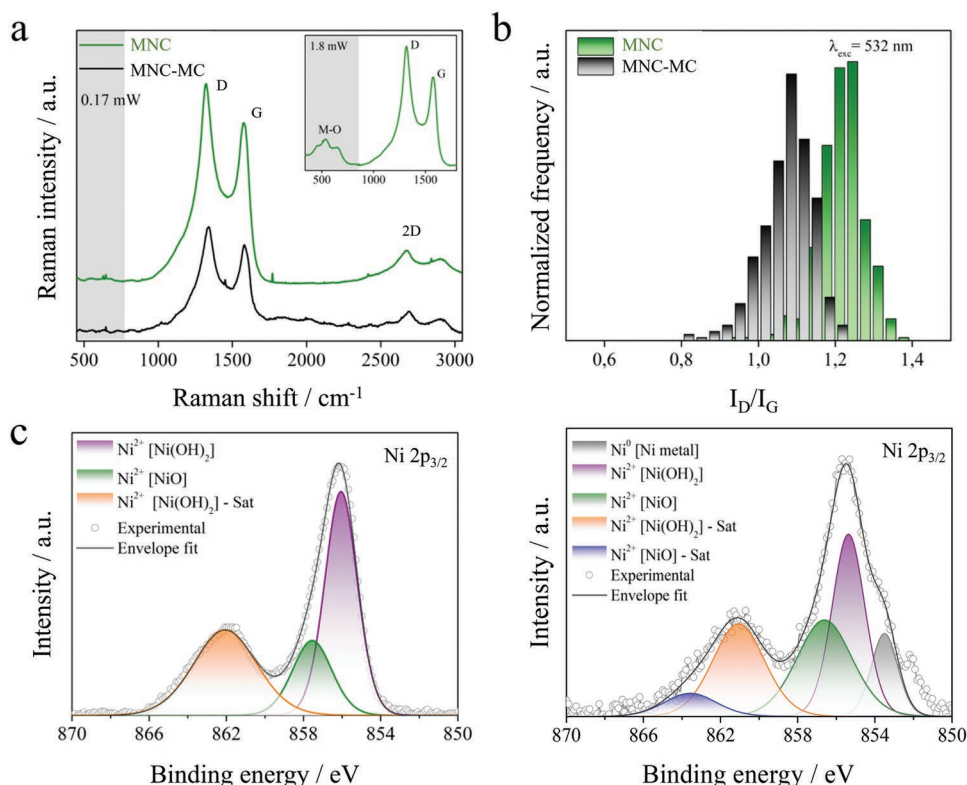 a
MNC
MNC-MC
0.17 mW
D
G
2D
1.8 mW
D
G
M-O
500 1000 1500
Raman intensity / a.u.
500 1000 1500 2000 2500 3000
Raman shift / cm⁻¹
b
MNC
MNC-MC
λexc = 532 nm
Normalized frequency / a.u.
0,6 0,8 1,0 1,2 1,4
I_D/I_G
c
Ni²⁺ [Ni(OH)₂]
Ni²⁺ [NiO]
Ni²⁺ [Ni(OH)₂] - Sat
Experimental
Envelope fit
Ni 2p₃/₂
Intensity / a.u.
870 866 862 858 854 850
Binding energy / eV
Ni⁰ [Ni metal]
Ni²⁺ [Ni(OH)₂]
Ni²⁺ [NiO]
Ni²⁺ [Ni(OH)₂] - Sat
Ni²⁺ [NiO] - Sat
Experimental
Envelope fit
Ni 2p₃/₂
Intensity / a.u.
870 866 862 858 854 850
Binding energy / eV